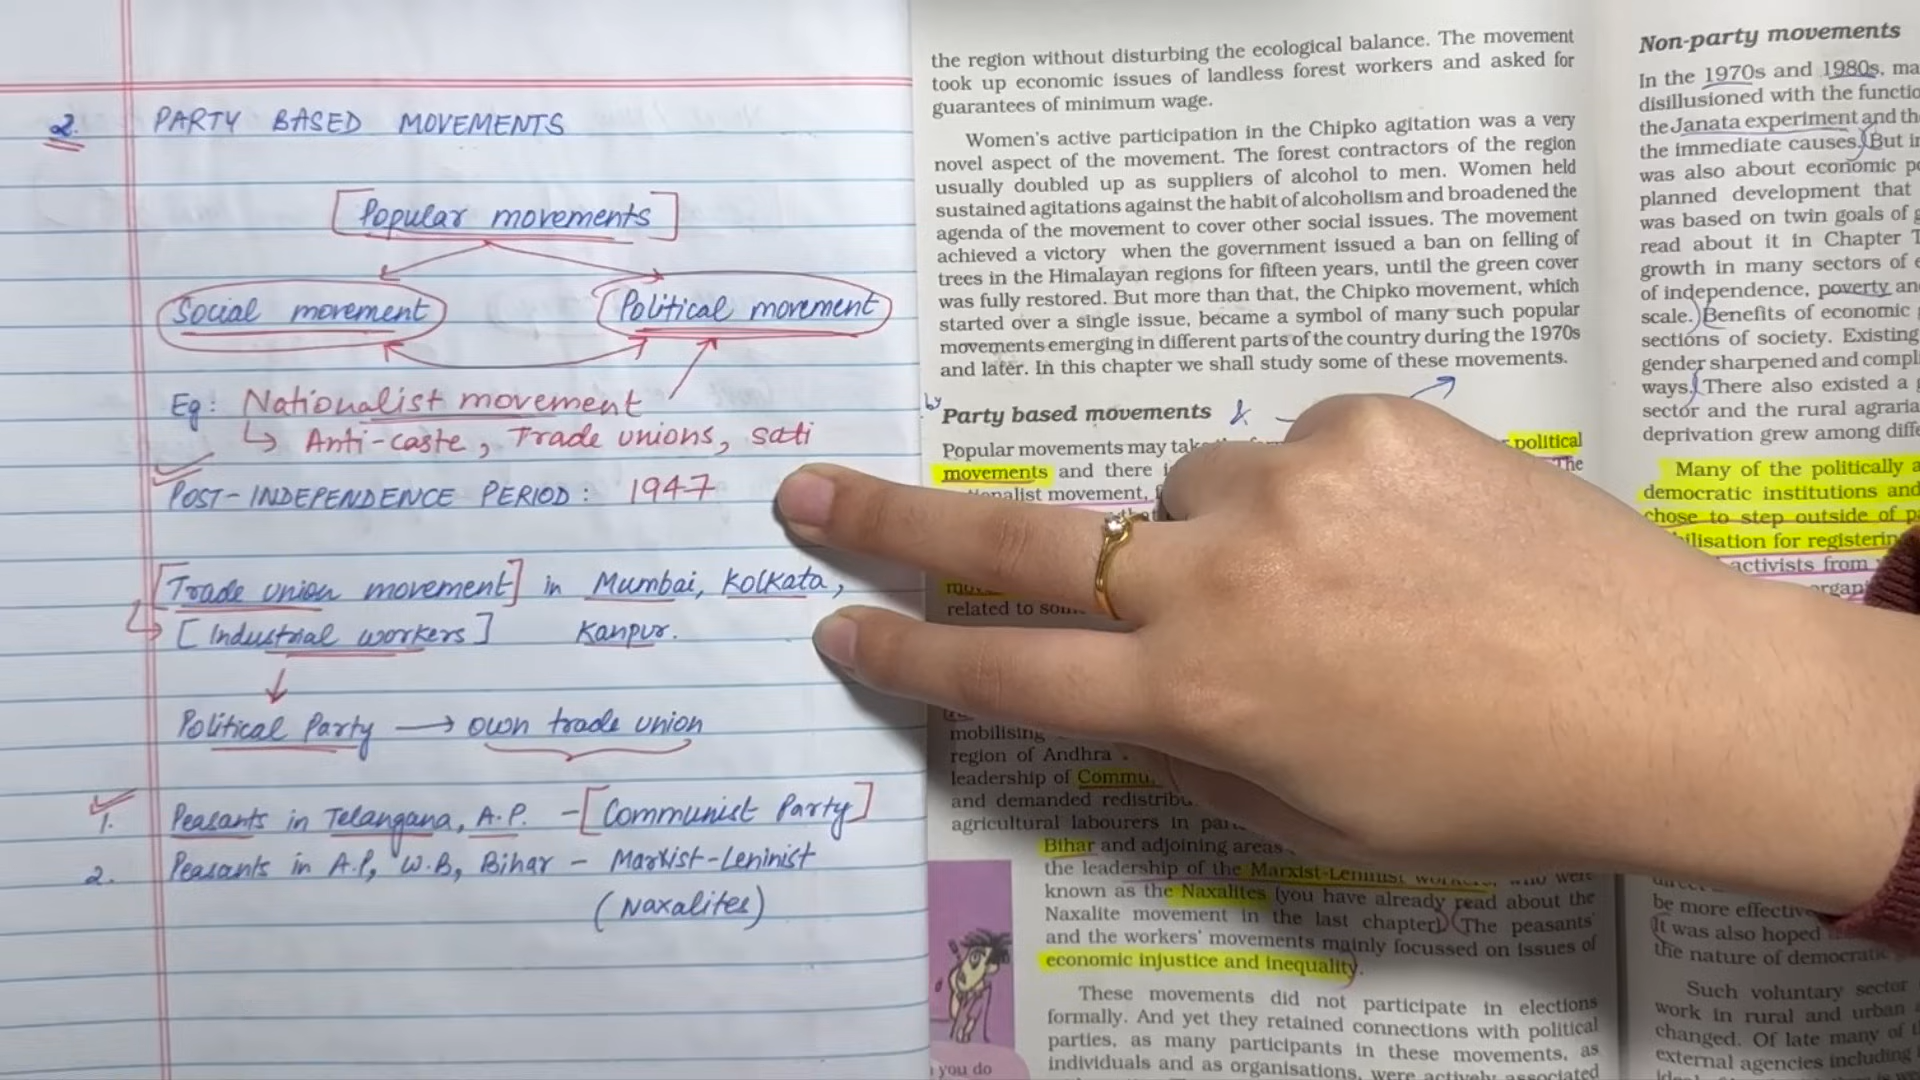 2. PARTY BASED MOVEMENTS
[Popular movements]
Social movement Political movement
Eg: Nationalist movement
Anti-caste, Trade unions, sati
POST-INDEPENDENCE PERIOD: 1947
[Trade union movement] in Mumbai, Kolkata,
[Industrial workers] Kanpur.
Political Party → own trade union
1. Peasants in Telangana, A.P. - [Communist Party]
2. Peasants in A.P, W.B, Bihar - Marxist-Leninist
(Naxalites)
the region without disturbing the ecological balance. The movement
took up economic issues of landless forest workers and asked for
guarantees of minimum wage.
Women's active participation in the Chipko agitation was a very
novel aspect of the movement. The forest contractors of the region
usually doubled up as suppliers of alcohol to men. Women held
sustained agitations against the habit of alcoholism and broadened the
agenda of the movement to cover other social issues. The movement
achieved a victory when the government issued a ban on felling of
trees in the Himalayan regions for fifteen years, until the green cover
was fully restored. But more than that, the Chipko movement, which
started over a single issue, became a symbol of many such popular
movements emerging in different parts of the country during the 1970s
and later. In this chapter we shall study some of these movements.
by
Party based movements
Popular movements may political
movements and there The
movement,
related to
mobilising
region of Andhra
leadership of
and demanded
agricultural labourers in
Bihar and adjoining areas
the leadership of the Marxist-Leninist who were
known as the Naxalites (you have already read about the
Naxalite movement in the last chapter). The peasants'
and the workers' movements mainly focussed on issues of
economic injustice and inequality.
These movements did not participate in elections
formally. And yet they retained connections with political
parties, as many participants in these movements, as
individuals and as organisations, were actively associated
you do
Non-party movements
In the 1970s and 1980s,
disillusioned with the
the Janata experiment and
the immediate causes. But
was also about economic
planned development that
was based on twin goals of
read about it in Chapter
growth in many sectors of
of independence, poverty
scale. Benefits of economic
sections of society. Existing
gender sharpened and
ways. There also existed a
sector and the rural
deprivation grew among
Many of the politically
democratic institutions and
chose to step outside of
for
activists from
be more
It was also hoped
the nature of democratic
Such voluntary sector
work in rural and urban
changed. Of late many of
external agencies including